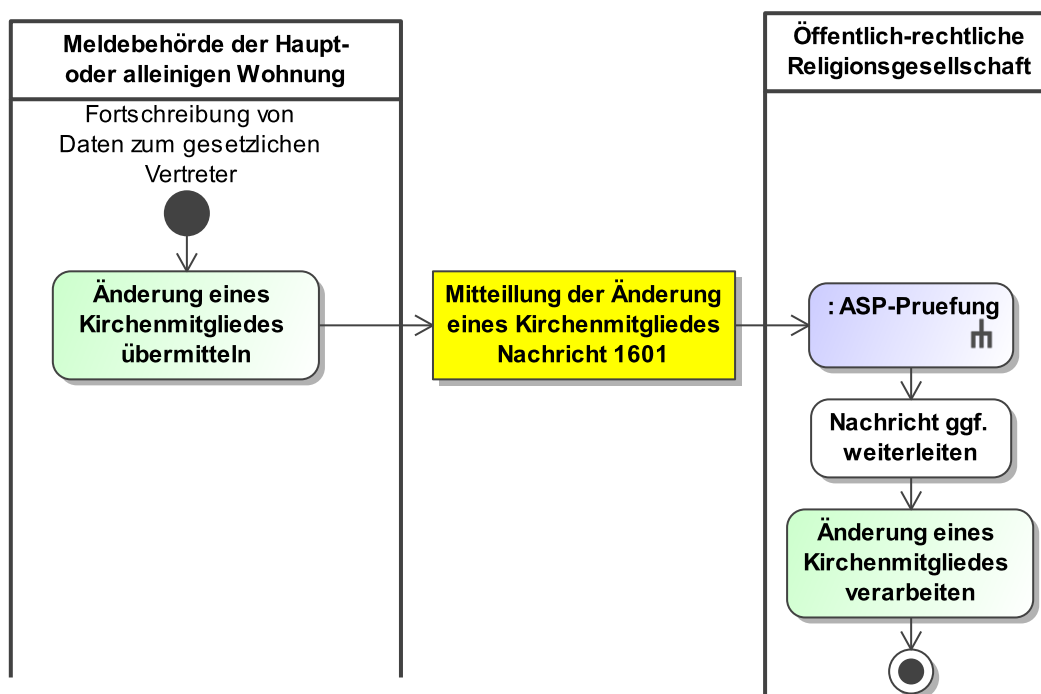 Meldebehörde der Haupt-
oder alleinigen Wohnung
Fortschreibung von
Daten zum gesetzlichen
Vertreter
Änderung eines
Kirchenmitgliedes
übermitteln
Mitteillung der Änderung
eines Kirchenmitgliedes
Nachricht 1601
Öffentlich-rechtliche
Religionsgesellschaft
: ASP-Pruefung
Nachricht ggf.
weiterleiten
Änderung eines
Kirchenmitgliedes
verarbeiten